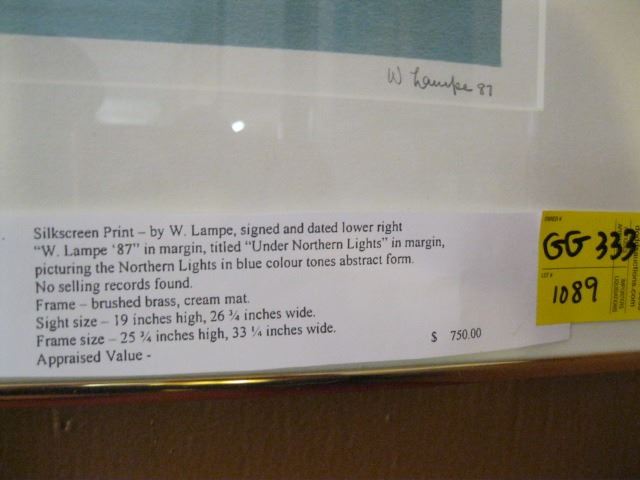 W Lampe 87
Silkscreen Print – by W. Lampe, signed and dated lower right
“W. Lampe ‘87” in margin, titled “Under Northern Lights” in margin,
picturing the Northern Lights in blue colour tones abstract form.
No selling records found.
Frame – brushed brass, cream mat.
Sight size – 19 inches high, 26 ¾ inches wide.
Frame size – 25 ¾ inches high, 33 ¼ inches wide.
Appraised Value - $ 750.00
OWNER #
GG 333
LOT #
1089